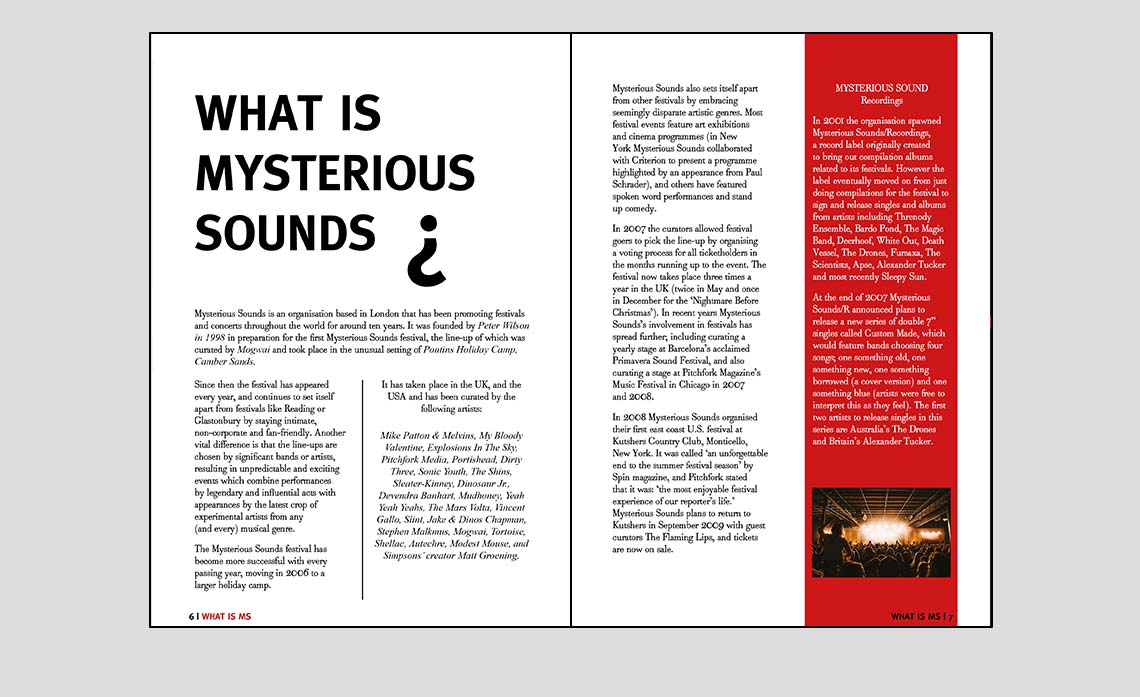 WHAT IS
MYSTERIOUS
SOUNDS ¿
Mysterious Sounds is an organisation based in London that has been promoting festivals
and concerts throughout the world for around ten years. It was founded by Peter Wilson
in 1998 in preparation for the first Mysterious Sounds festival, the line-up of which was
curated by Mogwai and took place in the unusual setting of Pontins Holiday Camp,
Camber Sands.
Since then the festival has appeared
every year, and continues to set itself
apart from festivals like Reading or
Glastonbury by staying intimate,
non-corporate and fan-friendly. Another
vital difference is that the line-ups are
chosen by significant bands or artists,
resulting in unpredictable and exciting
events which combine performances
by legendary and influential acts with
appearances by the latest crop of
experimental artists from any
(and every) musical genre.
The Mysterious Sounds festival has
become more successful with every
passing year, moving in 2006 to a
larger holiday camp.
It has taken place in the UK, and the
USA and has been curated by the
following artists:
Mike Patton & Melvins, My Bloody
Valentine, Explosions In The Sky,
Pitchfork Media, Portishead, Dirty
Three, Sonic Youth, The Shins,
Sleater-Kinney, Dinosaur Jr.,
Devendra Banhart, Mudhoney, Yeah
Yeah Yeahs, The Mars Volta, Vincent
Gallo, Slint, Jake & Dinos Chapman,
Stephen Malkmus, Mogwai, Tortoise,
Shellac, Autechre, Modest Mouse, and
Simpsons' creator Matt Groening.
6 | WHAT IS MS
Mysterious Sounds also sets itself apart
from other festivals by embracing
seemingly disparate artistic genres. Most
festival events feature art exhibitions
and cinema programmes (in New
York Mysterious Sounds collaborated
with Criterion to present a programme
highlighted by an appearance from Paul
Schrader), and others have featured
spoken word performances and stand
up comedy.
In 2007 the curators allowed festival
goers to pick the line-up by organising
a voting process for all ticketholders in
the months running up to the event. The
festival now takes place three times a
year in the UK (twice in May and once
in December for the 'Nightmare Before
Christmas'). In recent years Mysterious
Sounds's involvement in festivals has
spread further, including curating a
yearly stage at Barcelona's acclaimed
Primavera Sound Festival, and also
curating a stage at Pitchfork Magazine's
Music Festival in Chicago in 2007
and 2008.
In 2008 Mysterious Sounds organised
their first east coast U.S. festival at
Kutshers Country Club, Monticello,
New York. It was called 'an unforgettable
end to the summer festival season' by
Spin magazine, and Pitchfork stated
that it was: 'the most enjoyable festival
experience of our reporter's life.'
Mysterious Sounds plans to return to
Kutshers in September 2009 with guest
curators The Flaming Lips, and tickets
are now on sale.
MYSTERIOUS SOUND
Recordings
In 2001 the organisation spawned
Mysterious Sounds/Recordings,
a record label originally created
to bring out compilation albums
related to its festivals. However the
label eventually moved on from just
doing compilations for the festival to
sign and release singles and albums
from artists including Threnody
Ensemble, Bardo Pond, The Magic
Band, Deerhoof, White Out, Death
Vessel, The Drones, Fursaxa, The
Scientists, Apse, Alexander Tucker
and most recently Sleepy Sun.
At the end of 2007 Mysterious
Sounds/R announced plans to
release a new series of double 7"
singles called Custom Made, which
would feature bands choosing four
songs; one something old, one
something new, one something
borrowed (a cover version) and one
something blue (artists were free to
interpret this as they feel). The first
two artists to release singles in this
series are Australia's The Drones
and Britain's Alexander Tucker.
WHAT IS MS | 7